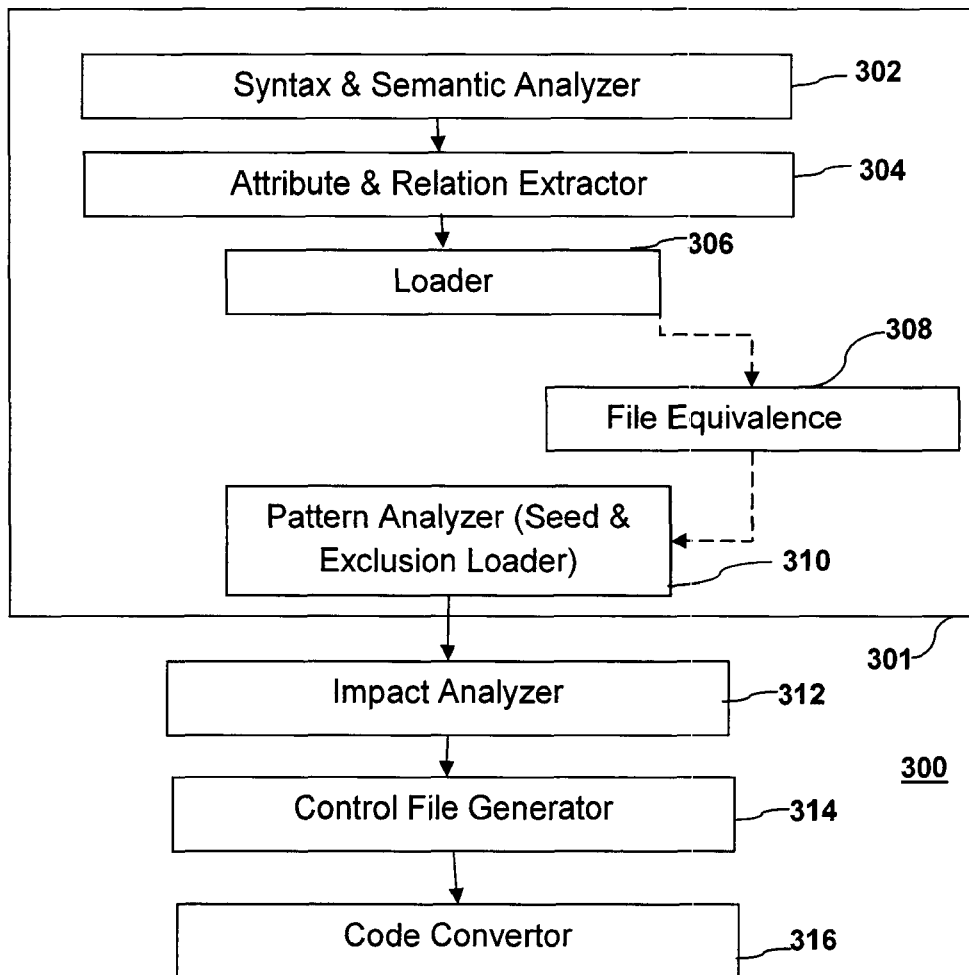 Syntax & Semantic Analyzer
302
Attribute & Relation Extractor
304
306
Loader
308
File Equivalence
Pattern Analyzer (Seed &
Exclusion Loader)
310
301
Impact Analyzer
312
300
Control File Generator
314
Code Convertor
316